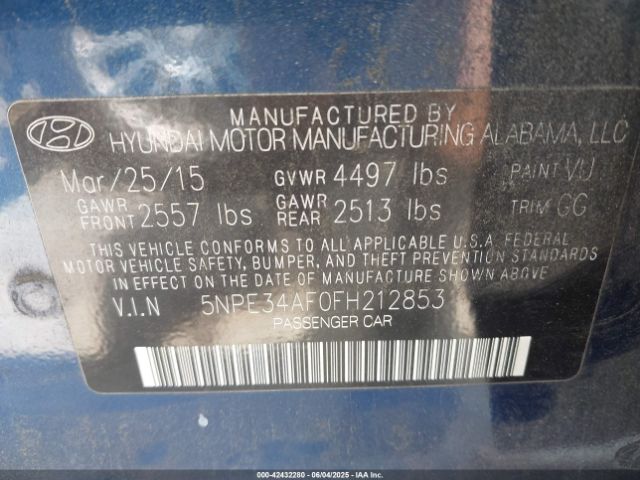 MANUFACTURED BY
HYUNDAI MOTOR MANUFACTURING ALABAMA, LLC
Mar/25/15 GVWR 4497 lbs PAINT VU
GAWR FRONT 2557 lbs GAWR REAR 2513 lbs TRIM GG
THIS VEHICLE CONFORMS TO ALL APPLICABLE U.S.A. FEDERAL
MOTOR VEHICLE SAFETY, BUMPER, AND THEFT PREVENTION STANDARDS
IN EFFECT ON THE DATE OF MANUFACTURE SHOWN ABOVE.
V.I.N 5NPE34AF0FH212853
PASSENGER CAR
000-42432280 - 06/04/2025 - IAAI, Inc.